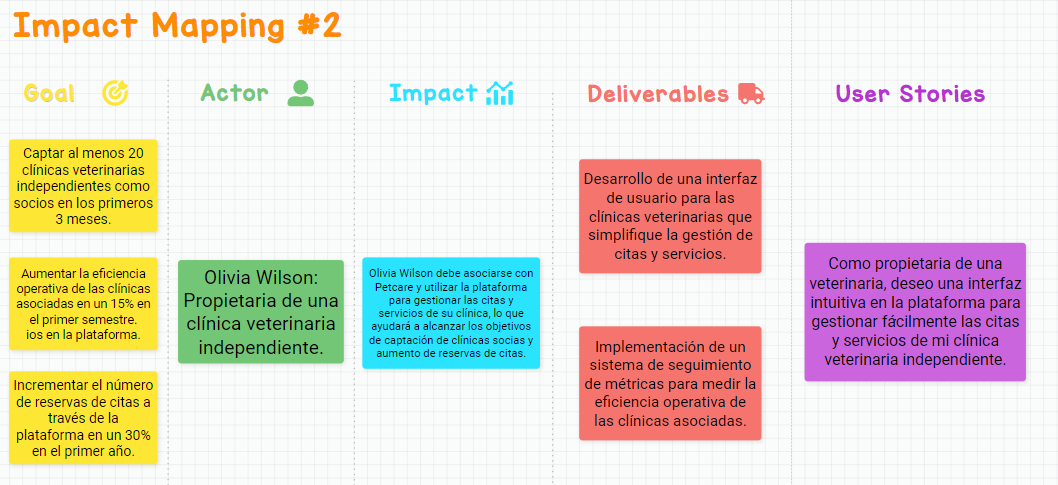 Impact Mapping #2
Goal
Actor
Impact
Deliverables
User Stories
Captar al menos 20
clínicas veterinarias
independientes como
socios en los primeros
3 meses.
Aumentar la eficiencia
operativa de las clínicas
asociadas en un 15% en
el primer semestre.
ios en la plataforma.
Incrementar el número
de reservas de citas a
través de la
plataforma en un 30%
en el primer año.
Olivia Wilson:
Propietaria de una
clínica veterinaria
independiente.
Olivia Wilson debe asociarse con
Petcare y utilizar la plataforma
para gestionar las citas y
servicios de su clínica, lo que
ayudará a alcanzar los objetivos
de captación de clínicas socias y
aumento de reservas de citas.
Desarrollo de una interfaz
de usuario para las
clínicas veterinarias que
simplifique la gestión de
citas y servicios.
Implementación de un
sistema de seguimiento
de métricas para medir la
eficiencia operativa de
las clínicas asociadas.
Como propietaria de una
veterinaria, deseo una interfaz
intuitiva en la plataforma para
gestionar fácilmente las citas
y servicios de mi clínica
veterinaria independiente.